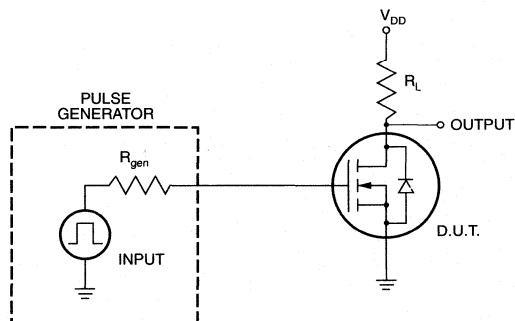 V_DD
R_L
PULSE
GENERATOR
OUTPUT
R_gen
D.U.T.
INPUT